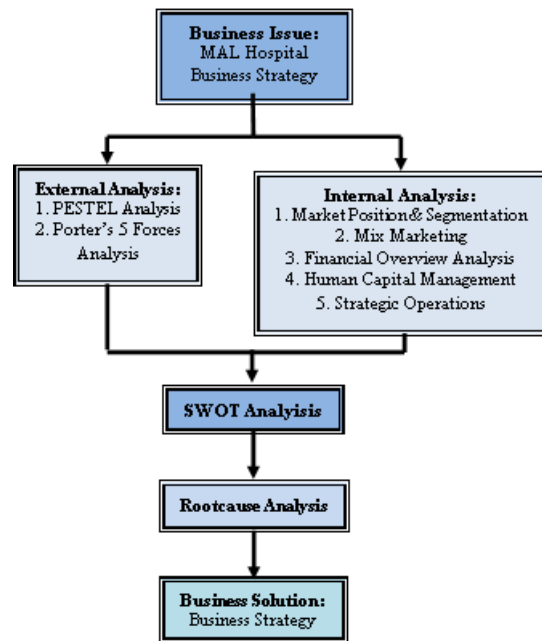 Business Issue:
MAL Hospital
Business Strategy
External Analysis:
1. PESTEL Analysis
2. Porter's 5 Forces
Analysis
Internal Analysis:
1. Market Position & Segmentation
2. Mix Marketing
3. Financial Overview Analysis
4. Human Capital Management
5. Strategic Operations
SWOT Analyisis
Rootcause Analysis
Business Solution:
Business Strategy